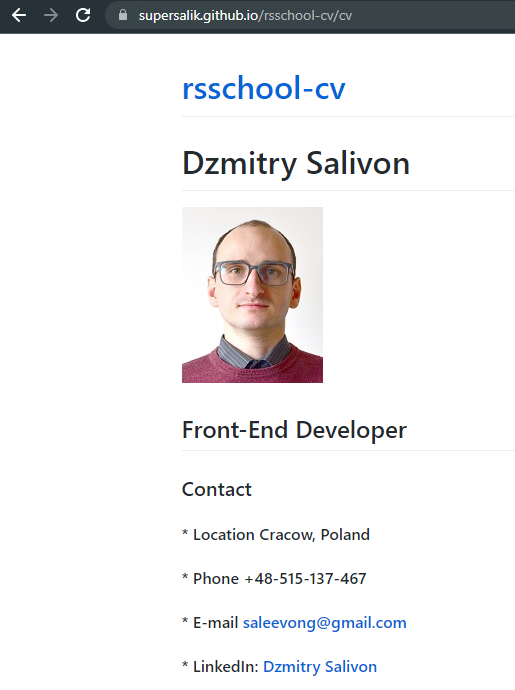 supersalik.github.io/rsschool-cv/cv
rsschool-cv
Dzmitry Salivon
Front-End Developer
Contact
* Location Cracow, Poland
* Phone +48-515-137-467
* E-mail saleevong@gmail.com
* LinkedIn: Dzmitry Salivon